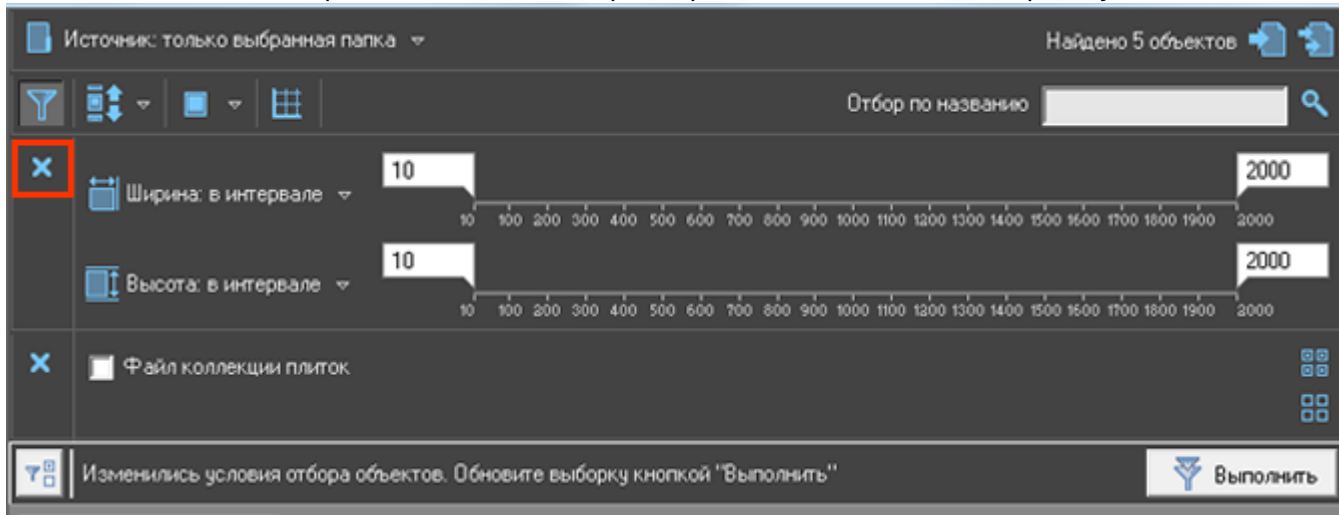 Источник: только выбранная папка
Найдено 5 объектов
Отбор по названию
Ширина: в интервале
10
2000
10 100 200 300 400 500 600 700 800 900 1000 1100 1200 1300 1400 1500 1600 1700 1800 1900 2000
Высота: в интервале
10
2000
10 100 200 300 400 500 600 700 800 900 1000 1100 1200 1300 1400 1500 1600 1700 1800 1900 2000
Файл коллекции плиток
Изменились условия отбора объектов. Обновите выборку кнопкой "Выполнить"
Выполнить